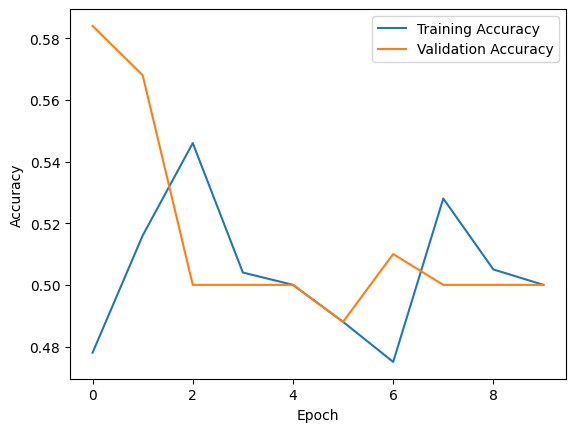 Training Accuracy
Validation Accuracy
0.58
0.56
0.54
0.52
0.50
0.48
Accuracy
0 2 4 6 8
Epoch